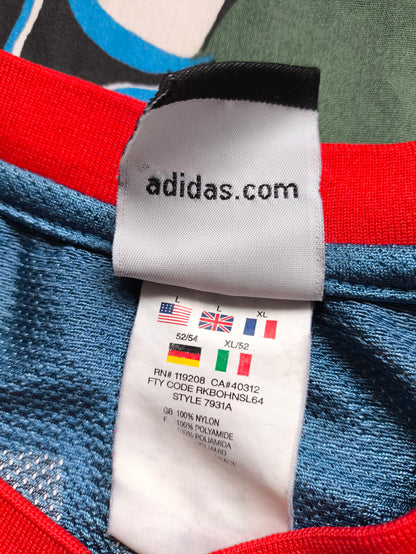 adidas.com
L L XL
52/54 XL/52
RN# 119208 CA#40312
FTY CODE RKBOHNSL64
STYLE 7931A
GB 100% NYLON
F 100% POLYAMIDE
100% POLIAMIDA